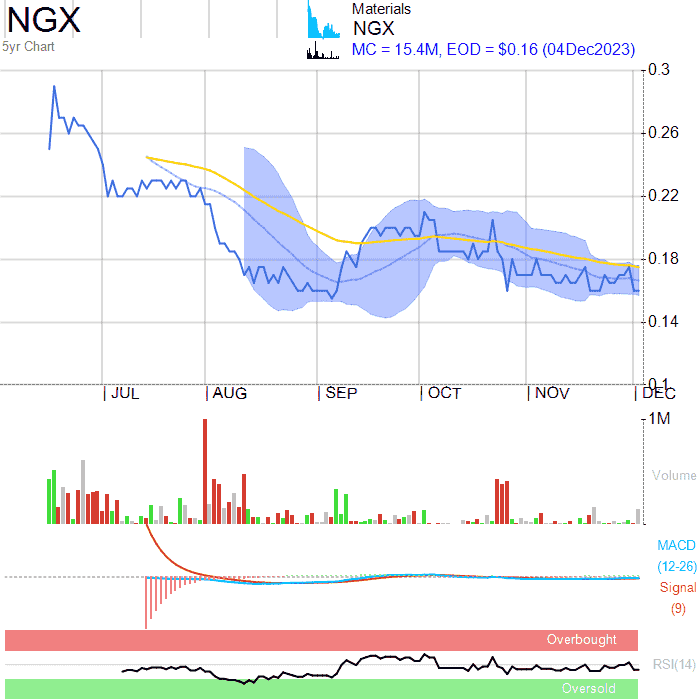 NGX
5yr Chart
Materials
NGX
MC = 15.4M, EOD = $0.16 (04Dec2023)
0.3
0.26
0.22
0.18
0.14
0.1
JUL AUG SEP OCT NOV DEC
1M
Volume
MACD
(12-26)
Signal
(9)
Overbought
RSI(14)
Oversold